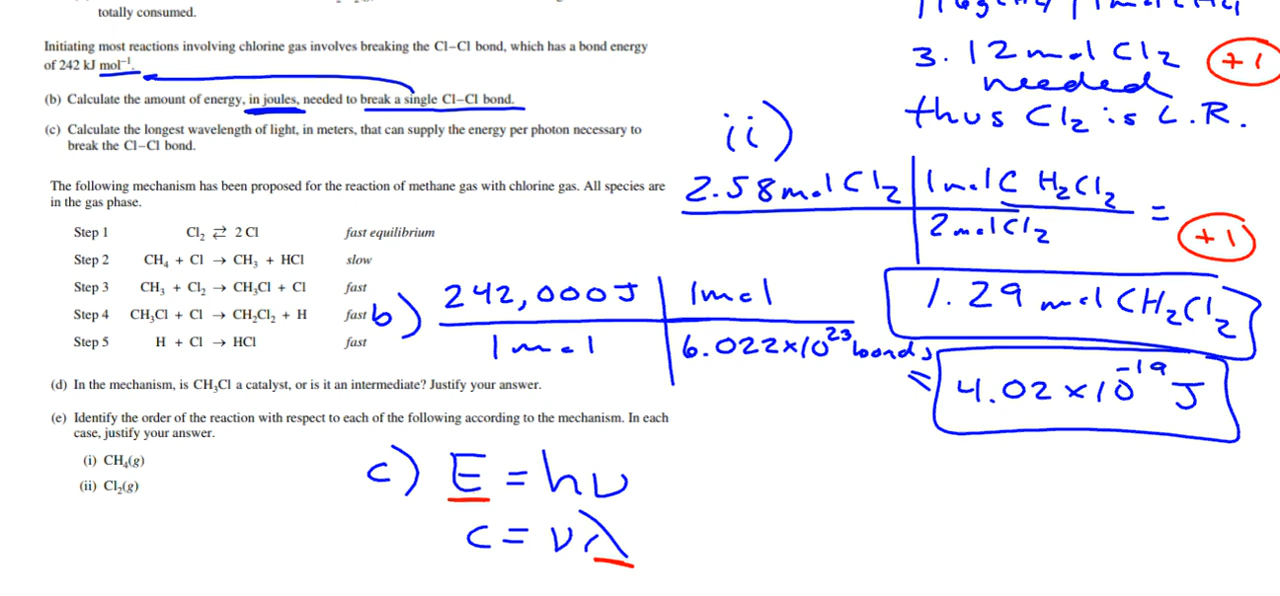 totally consumed.
Initiating most reactions involving chlorine gas involves breaking the Cl–Cl bond, which has a bond energy
of 242 kJ mol⁻¹.
(b) Calculate the amount of energy, in joules, needed to break a single Cl–Cl bond.
(c) Calculate the longest wavelength of light, in meters, that can supply the energy per photon necessary to
break the Cl–Cl bond.
The following mechanism has been proposed for the reaction of methane gas with chlorine gas. All species are
in the gas phase.
Step 1 Cl₂ ⇄ 2 Cl fast equilibrium
Step 2 CH₄ + Cl → CH₃ + HCl slow
Step 3 CH₃ + Cl₂ → CH₃Cl + Cl fast
Step 4 CH₃Cl + Cl → CH₂Cl₂ + H fast
Step 5 H + Cl → HCl fast
(d) In the mechanism, is CH₃Cl a catalyst, or is it an intermediate? Justify your answer.
(e) Identify the order of the reaction with respect to each of the following according to the mechanism. In each
case, justify your answer.
(i) CH₄(g)
(ii) Cl₂(g)
3.12 mol Cl₂ +1
needed
thus Cl₂ is L.R.
ii)
2.58 mol Cl₂ | 1 mol CH₂Cl₂ =
2 mol Cl₂
+1
1.29 mol CH₂Cl₂
b) 242,000 J | 1 mol
1 mol | 6.022×10²³ bonds
= 4.02 ×10⁻¹⁹ J
c) E = hν
c = νλ